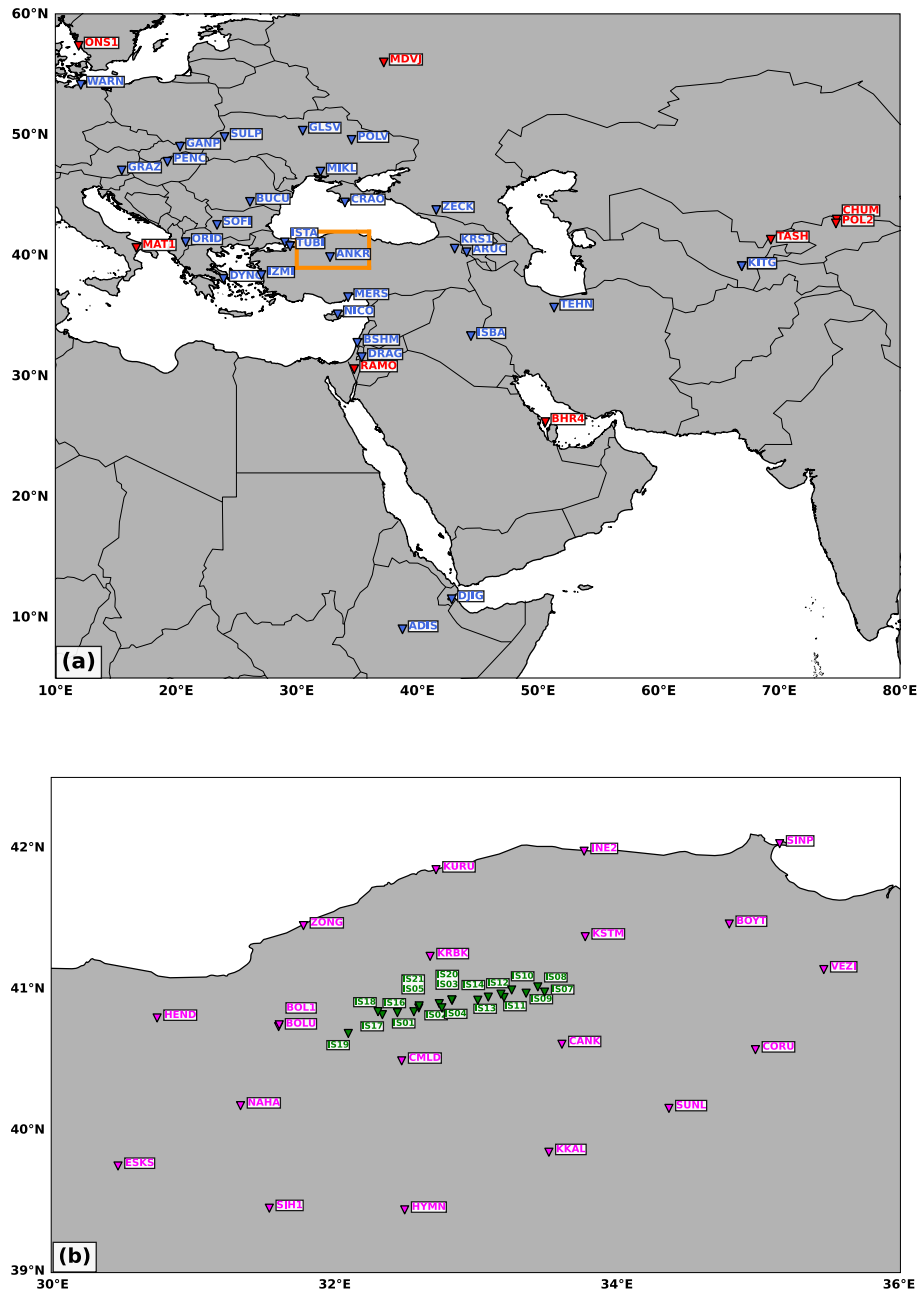 60°N
ONS1
MDVJ
WARN
50°N
GLSV
SULP
POLV
GANP
PENC
GRAZ
MIKL
BUCU
CRAO
ZECK
CHUM
POL2
SOFI
ISTA
KRS1
TASH
ORID
MAT1
TUBI
ARUC
40°N
ANKR
KITG
DYNG
IZMI
MERS
TEHN
NICO
ISBA
BSHM
DRAG
30°N
RAMO
BHR4
20°N
DJIG
10°N
ADIS
(a)
10°E 20°E 30°E 40°E 50°E 60°E 70°E 80°E
42°N
SINP
INE2
KURU
ZONG
BOYT
KSTM
KRBK
VEZI
41°N
IS21
IS05
IS20
IS03
IS14
IS12
IS10
IS08
IS07
IS18
IS16
IS09
IS11
IS13
IS04
IS02
IS01
IS17
IS19
HEND
BOL1
BOLU
CMLD
CANK
CORU
NAHA
SUNL
40°N
KKAL
ESKS
SIH1
HYMN
(b)
39°N
30°E 32°E 34°E 36°E